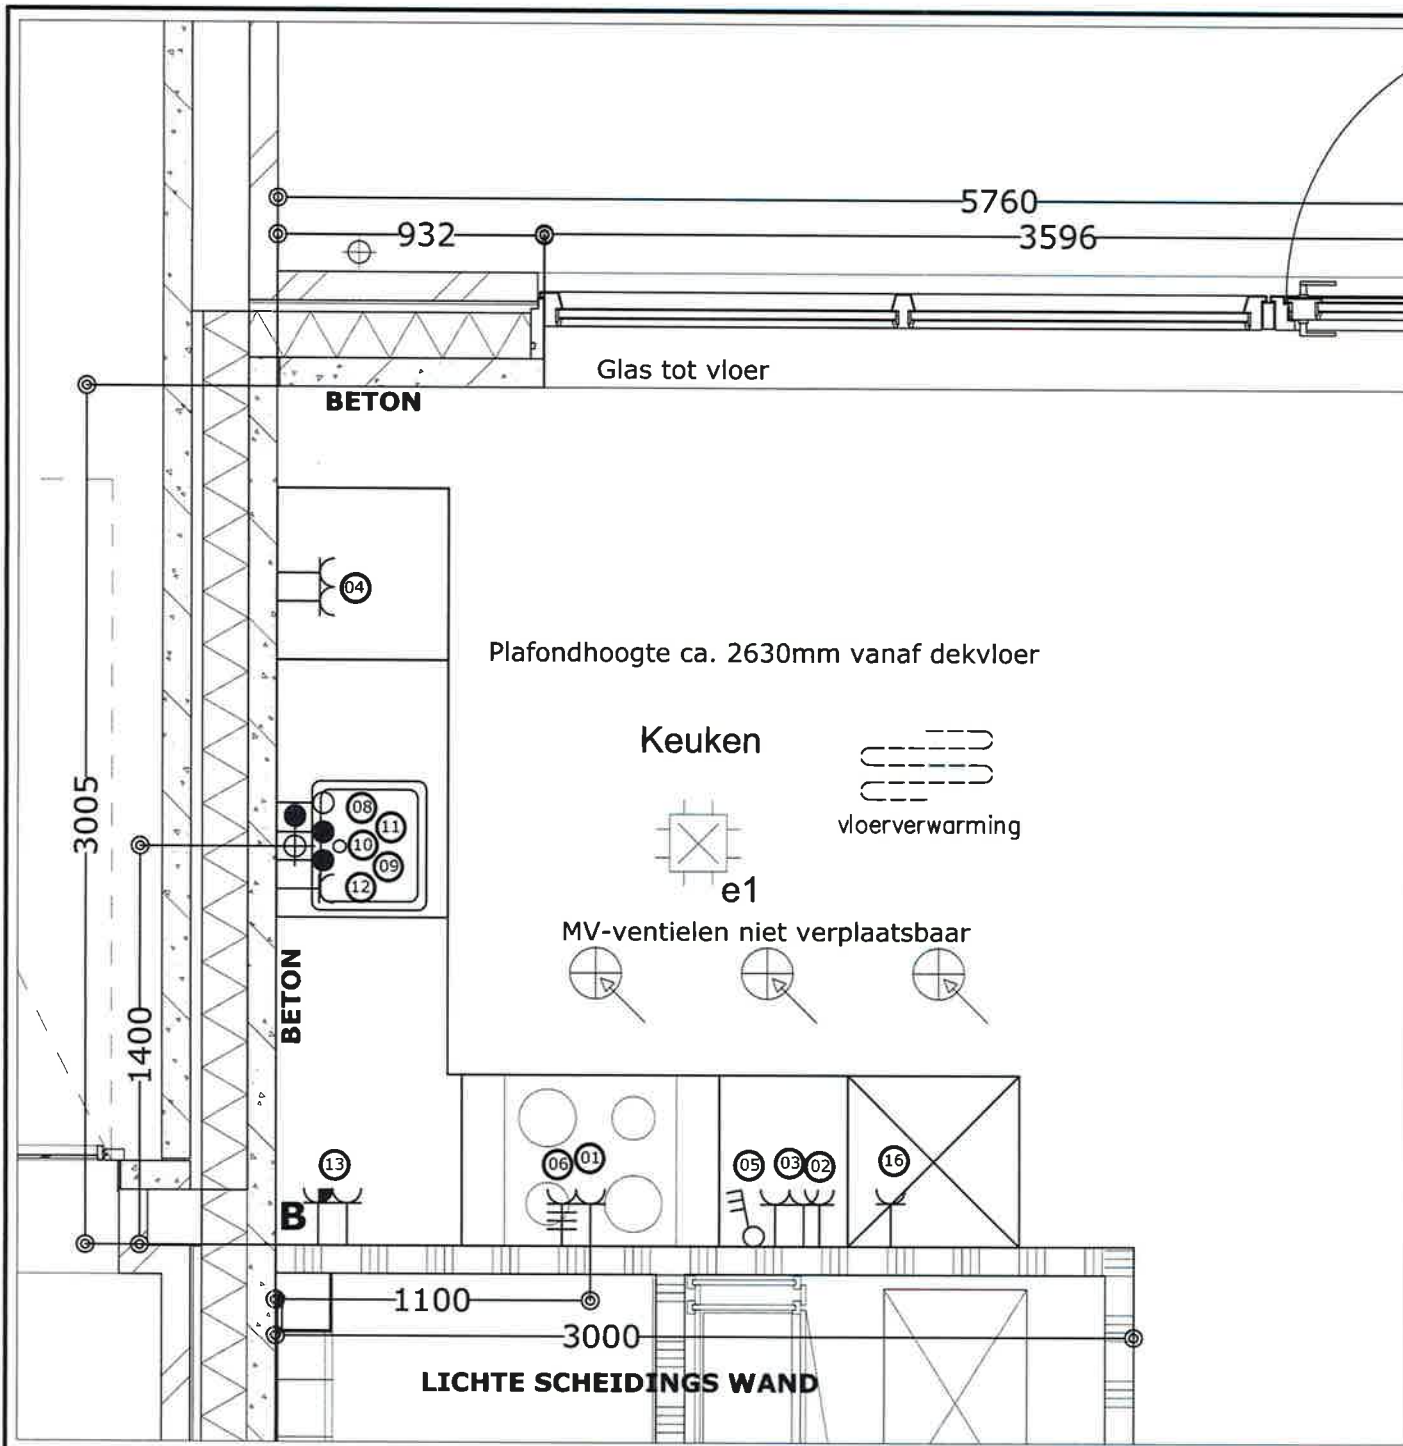 5760
932
3596
Glas tot vloer
BETON
04
Plafondhoogte ca. 2630mm vanaf dekvloer
Keuken
vloerverwarming
3005
08
11
10
09
12
e1
MV-ventielen niet verplaatsbaar
BETON
1400
13
06
01
05
03
02
16
B
1100
3000
LICHTE SCHEIDINGS WAND